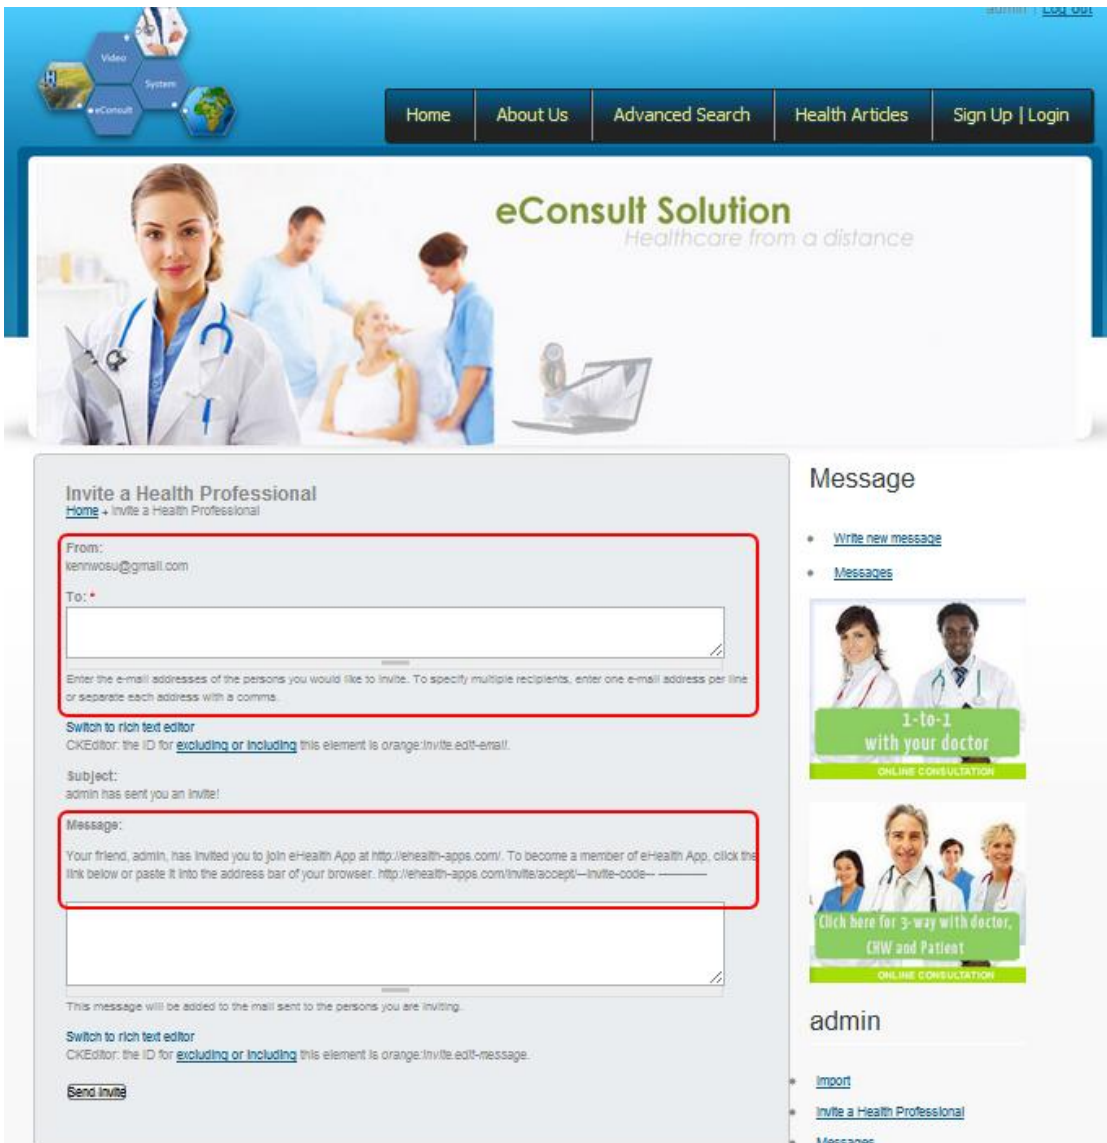 admin | Log out
Video
System
eConsult
H
Home
About Us
Advanced Search
Health Articles
Sign Up | Login
eConsult Solution
Healthcare from a distance
Invite a Health Professional
Home → Invite a Health Professional
From:
kennwosu@gmail.com
To: *
Enter the e-mail addresses of the persons you would like to invite. To specify multiple recipients, enter one e-mail address per line
or separate each address with a comma.
Switch to rich text editor
CKEditor: the ID for excluding or including this element is orange:invite.edit-email.
Subject:
admin has sent you an invite!
Message:
Your friend, admin, has invited you to join eHealth App at http://ehealth-apps.com/. To become a member of eHealth App, click the
link below or paste it into the address bar of your browser. http://ehealth-apps.com/invite/accept/--invite-code-- ----------
This message will be added to the mail sent to the persons you are inviting.
Switch to rich text editor
CKEditor: the ID for excluding or including this element is orange:invite.edit-message.
Send Invite
Message
Write new message
Messages
1-to-1
with your doctor
ONLINE CONSULTATION
Click here for 3-way with doctor,
CHW and Patient
ONLINE CONSULTATION
admin
Import
Invite a Health Professional
Messages